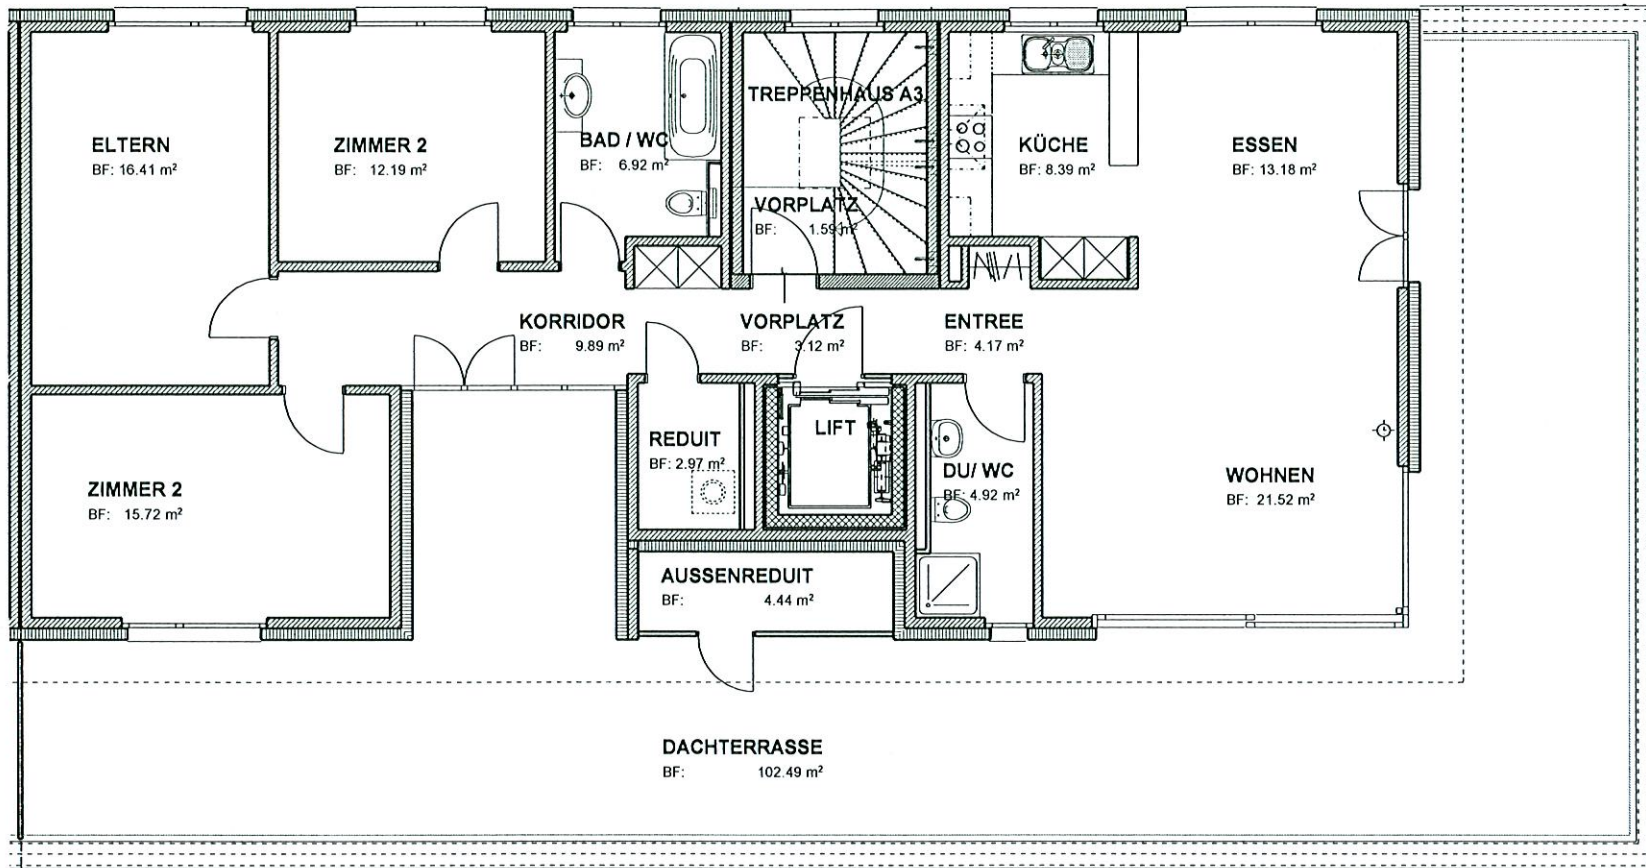 TREPPENHAUS A3
ELTERN
BF: 16.41 m²
ZIMMER 2
BF: 12.19 m²
BAD / WC
BF: 6.92 m²
KÜCHE
BF: 8.39 m²
ESSEN
BF: 13.18 m²
VORPLATZ
BF: 1.59 m²
KORRIDOR
BF: 9.89 m²
VORPLATZ
BF: 3.12 m²
ENTREE
BF: 4.17 m²
REDUIT
BF: 2.97 m²
LIFT
DU/ WC
BF: 4.92 m²
WOHNEN
BF: 21.52 m²
ZIMMER 2
BF: 15.72 m²
AUSSENREDUIT
BF: 4.44 m²
DACHTERRASSE
BF: 102.49 m²